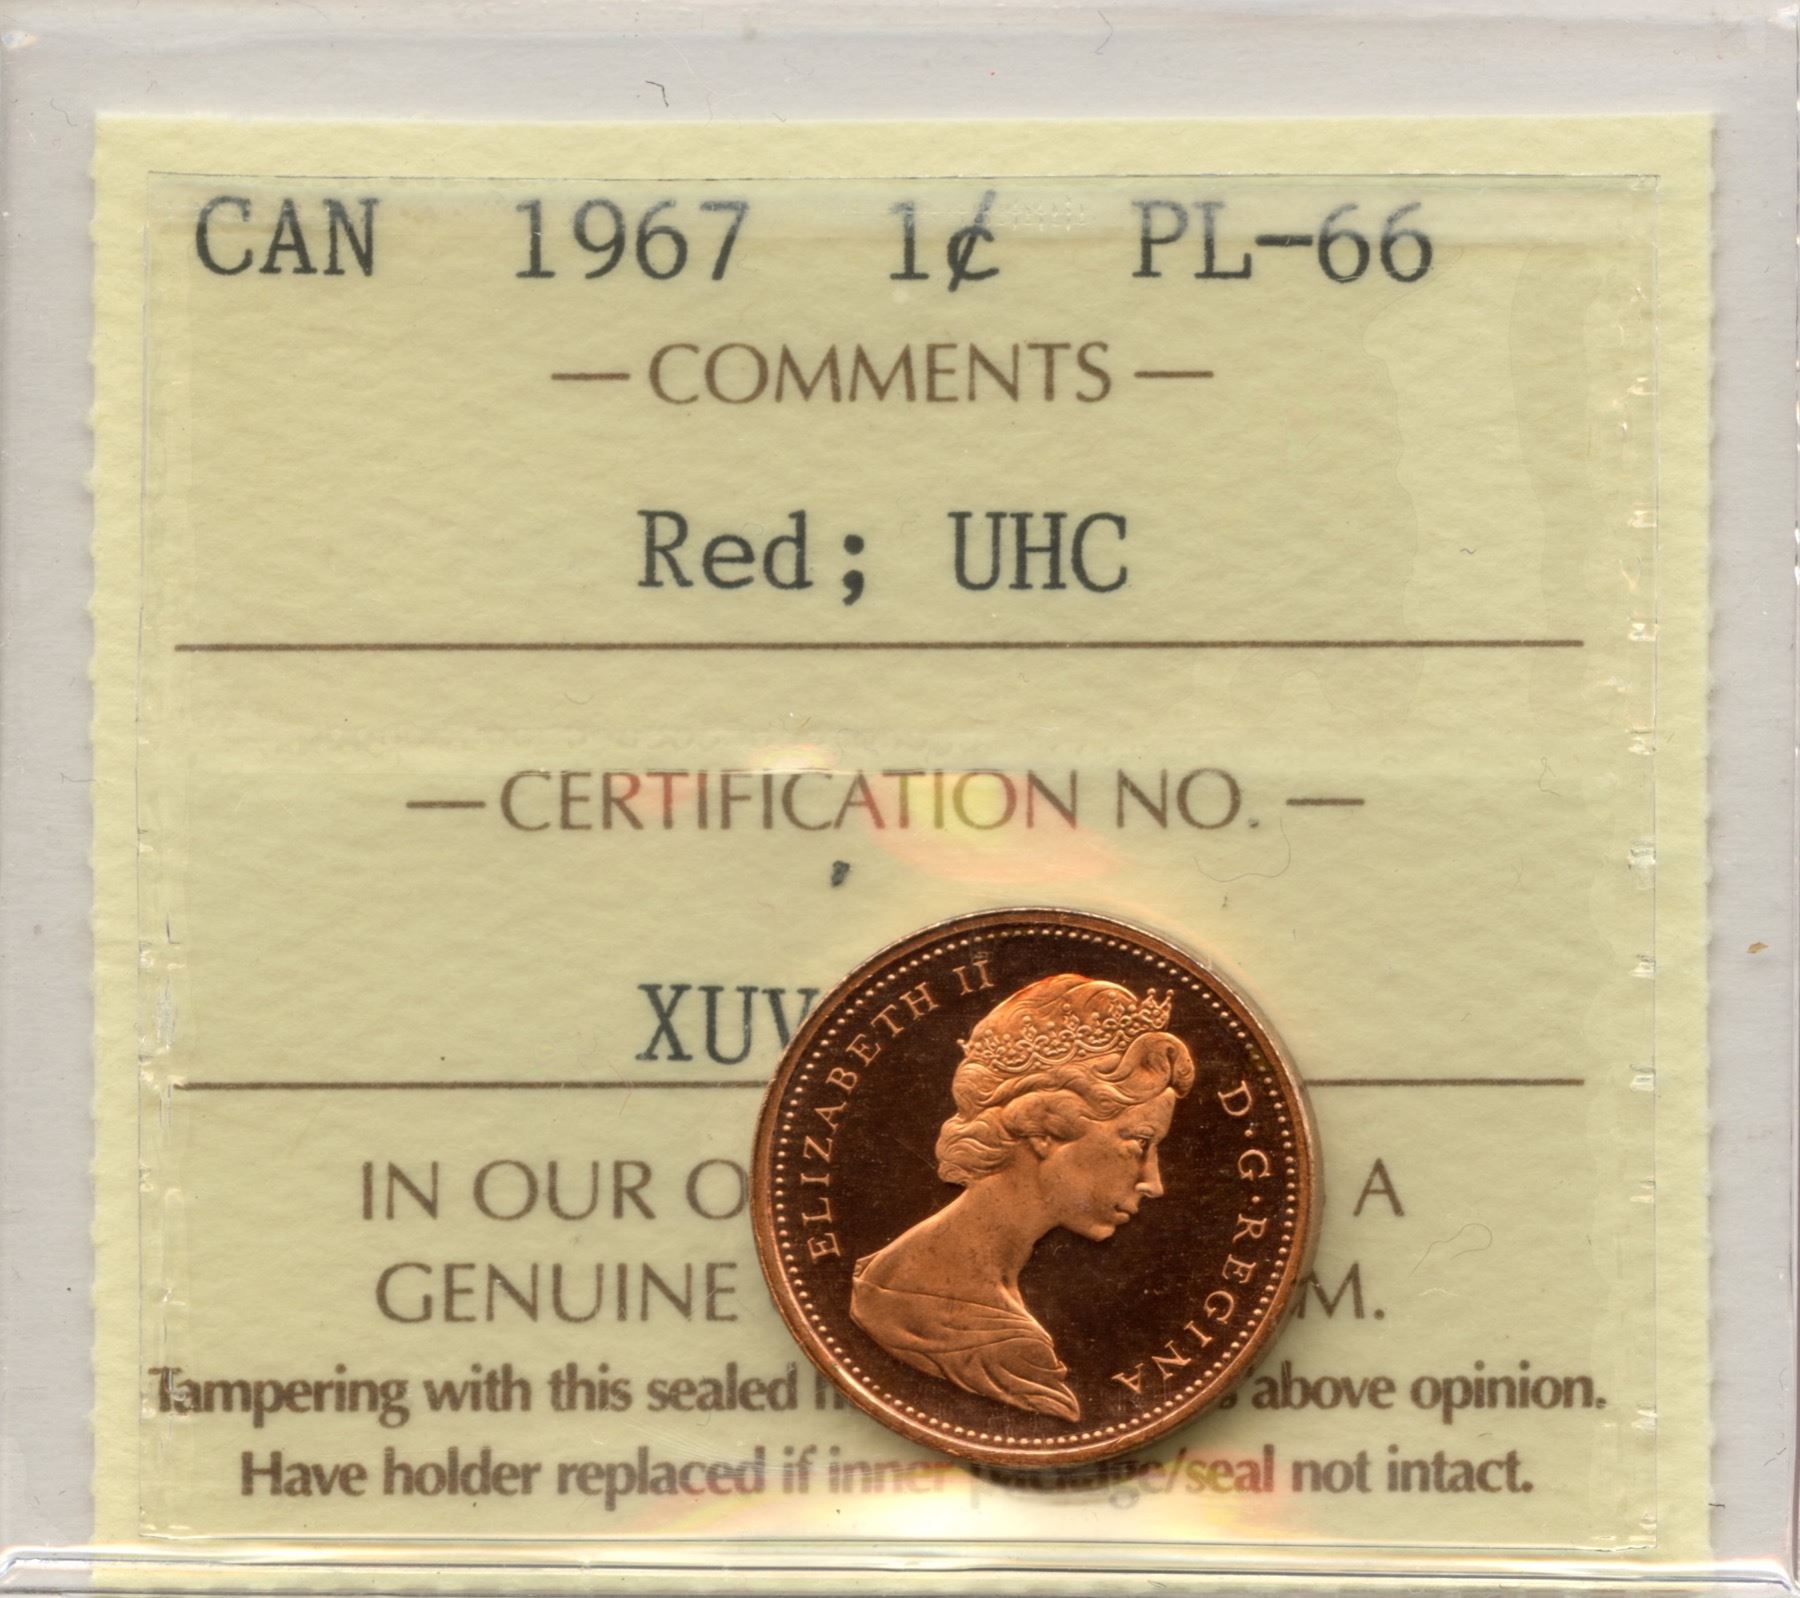 CAN 1967 1¢ PL-66
— COMMENTS —
Red; UHC
— CERTIFICATION NO. —
XUV
IN OUR A
GENUINE
Tampering with this sealed above opinion.
Have holder replaced if inner /seal not intact.
ELIZABETH II D·G·REGINA